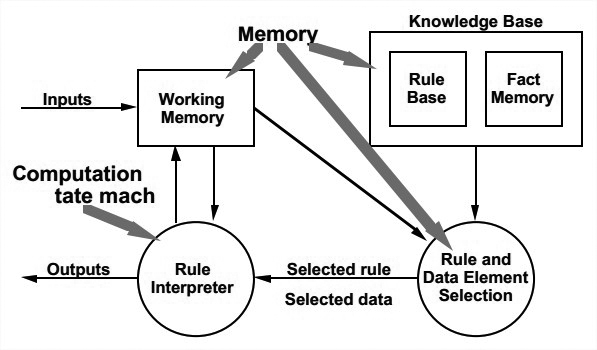 Knowledge Base
Memory
Rule
Base
Fact
Memory
Working
Memory
Inputs
Computation
tate mach
Outputs
Rule
Interpreter
Selected rule
Selected data
Rule and
Data Element
Selection